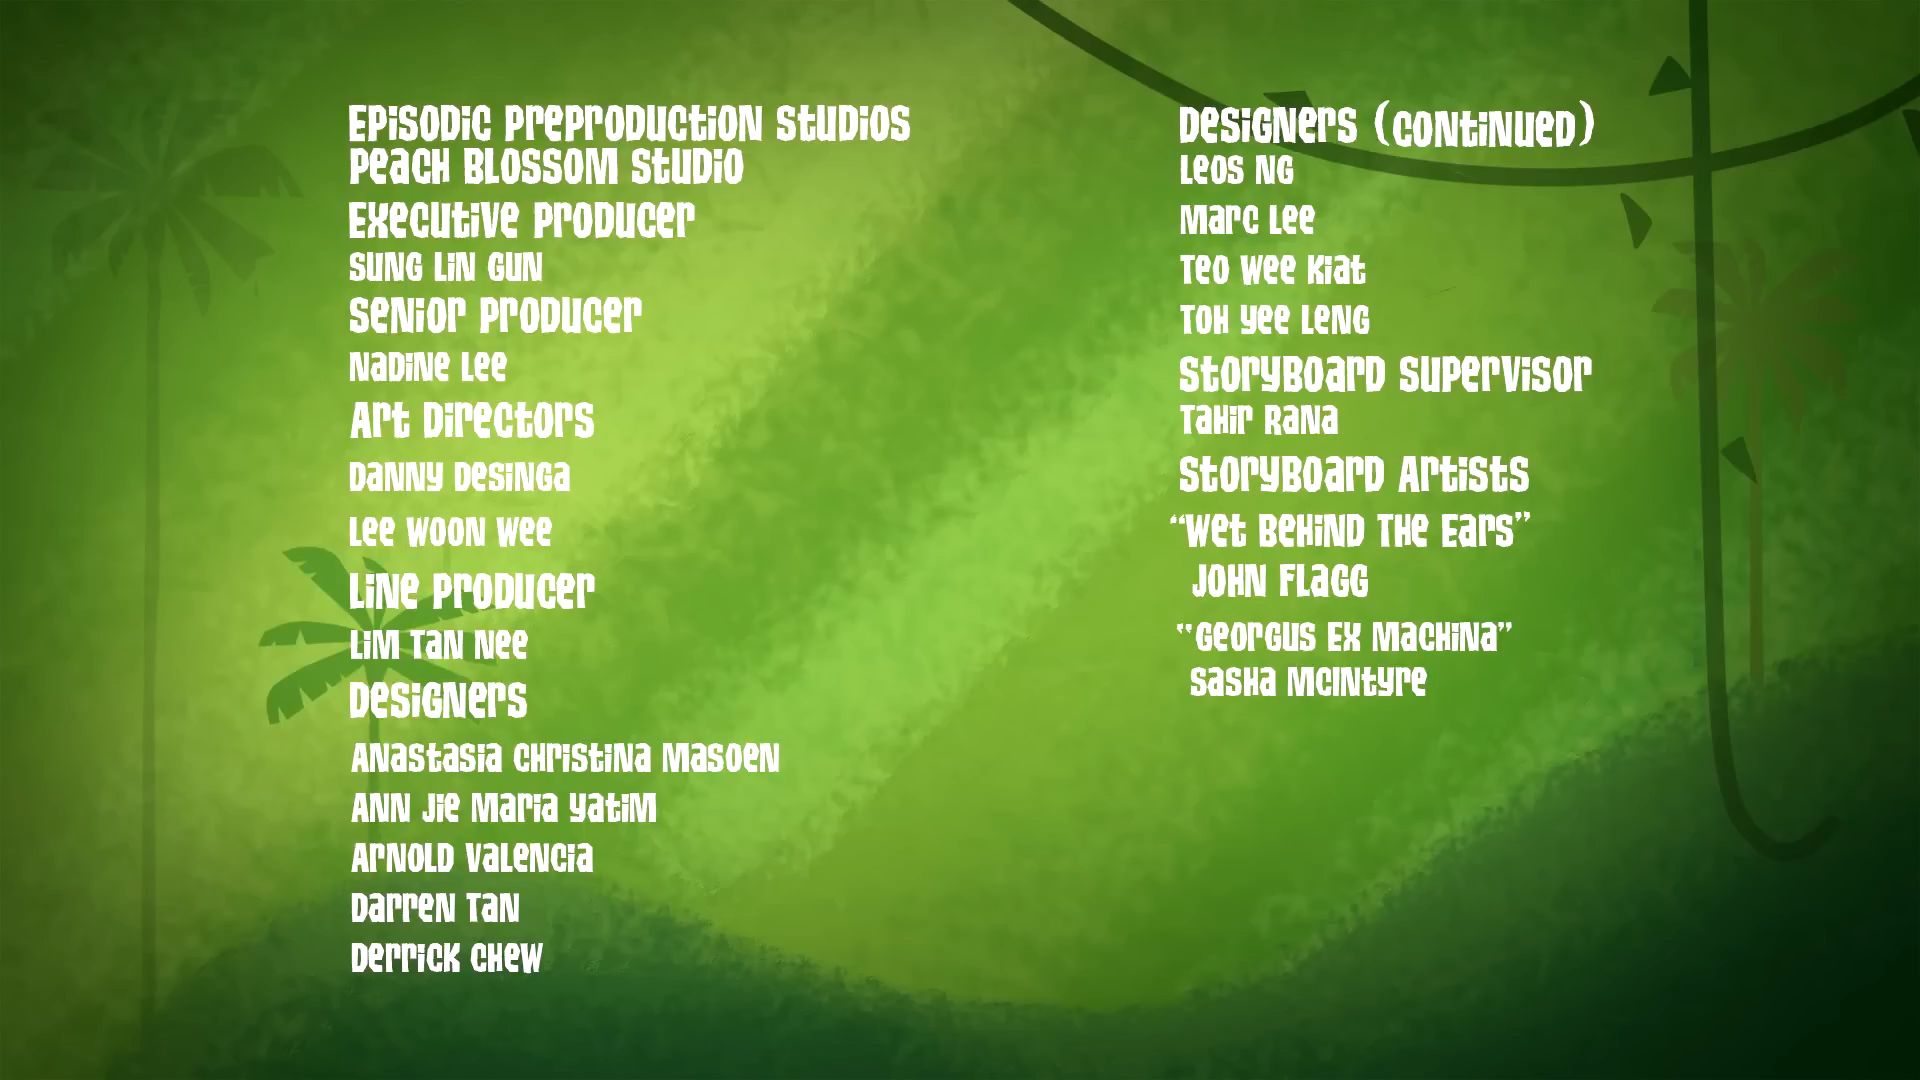 Episodic Preproduction Studios
Peach Blossom Studio
Executive Producer
Sung Lin Gun
Senior Producer
Nadine Lee
Art Directors
Danny Desinga
Lee Woon Wee
Line Producer
Lim Tan Nee
Designers
Anastasia Christina Masoen
Ann Jie Maria Yatim
Arnold Valencia
Darren Tan
Derrick Chew
Designers (continued)
Leos Ng
Marc Lee
Teo Wee Kiat
Toh Yee Leng
Storyboard Supervisor
Tahir Rana
Storyboard Artists
“Wet Behind The Ears”
John Flagg
“Georgus Ex Machina”
Sasha McIntyre